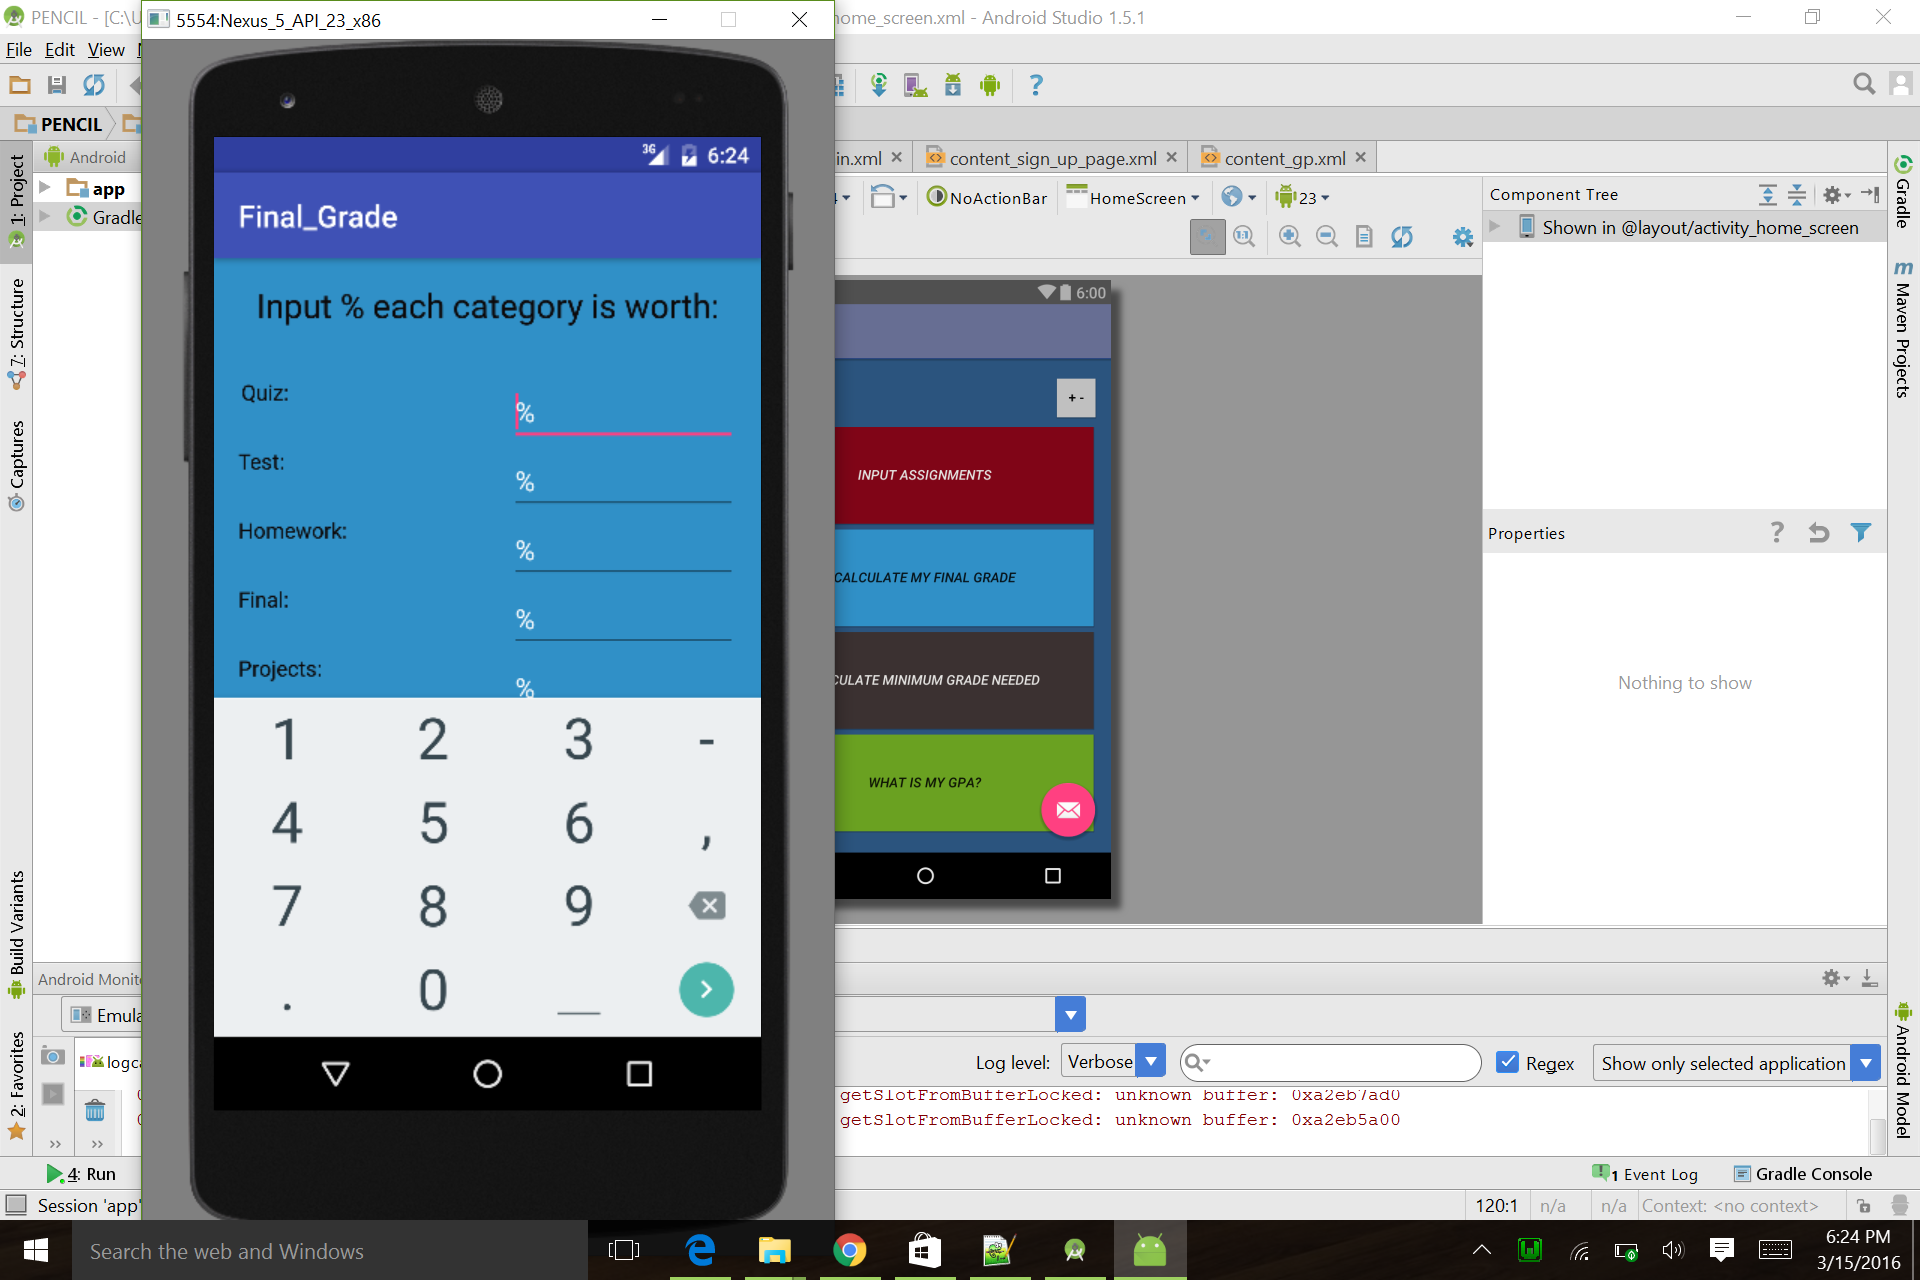 PENCIL - [C:\U
5554:Nexus_5_API_23_x86
ome_screen.xml - Android Studio 1.5.1
File Edit View
PENCIL
Android
in.xml
content_sign_up_page.xml
content_gp.xml
app
Gradle
NoActionBar
HomeScreen
23
Component Tree
Shown in @layout/activity_home_screen
1: Project
7: Structure
Captures
Build Variants
2: Favorites
Gradle
m Maven Projects
Android Model
3G 6:24
Final_Grade
Input % each category is worth:
Quiz:
%
Test:
%
Homework:
%
Final:
%
Projects:
%
1 2 3 -
4 5 6 ,
7 8 9
. 0 _
6:00
+ -
INPUT ASSIGNMENTS
CALCULATE MY FINAL GRADE
CULATE MINIMUM GRADE NEEDED
WHAT IS MY GPA?
Properties
?
Nothing to show
Android Monit
Emula
logca
Log level: Verbose
Regex
Show only selected application
getSlotFromBufferLocked: unknown buffer: 0xa2eb7ad0
getSlotFromBufferLocked: unknown buffer: 0xa2eb5a00
4: Run
1 Event Log
Gradle Console
Session 'app'
120:1 n/a n/a Context: <no context>
Search the web and Windows
6:24 PM
3/15/2016